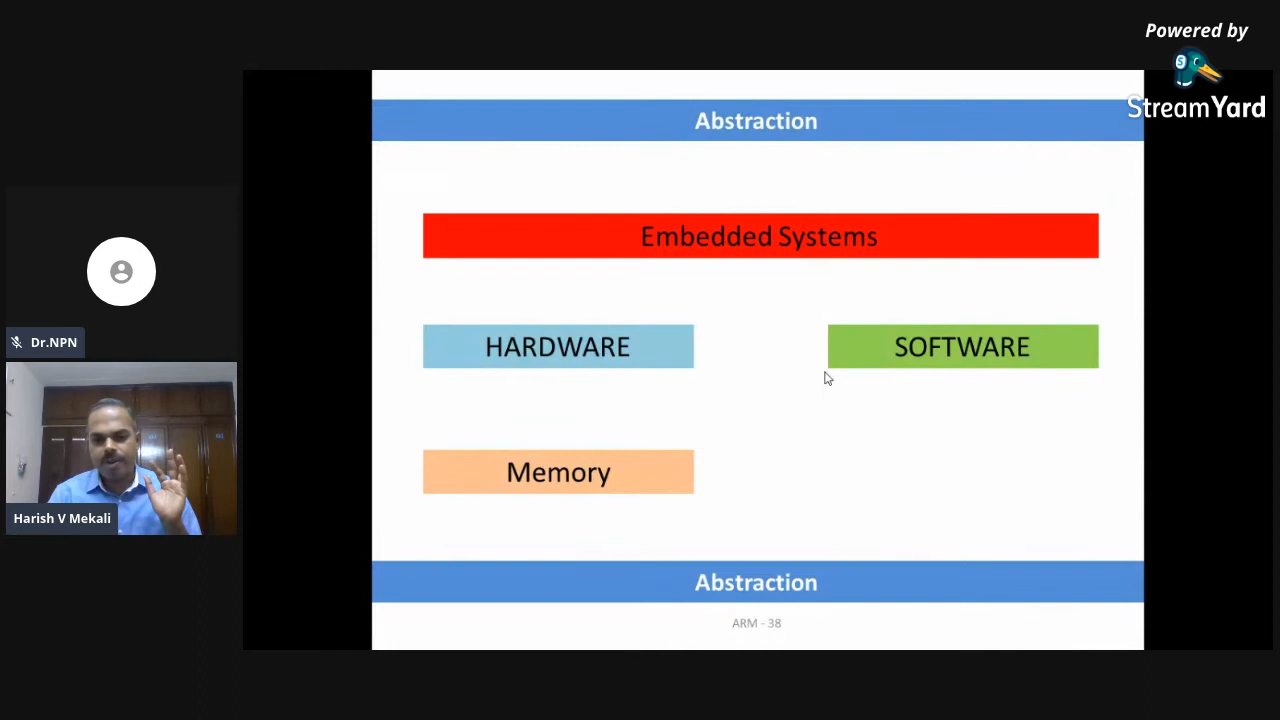 Powered by
StreamYard
Abstraction
Embedded Systems
HARDWARE
SOFTWARE
Dr.NPN
Memory
Harish V Mekali
Abstraction
ARM - 38